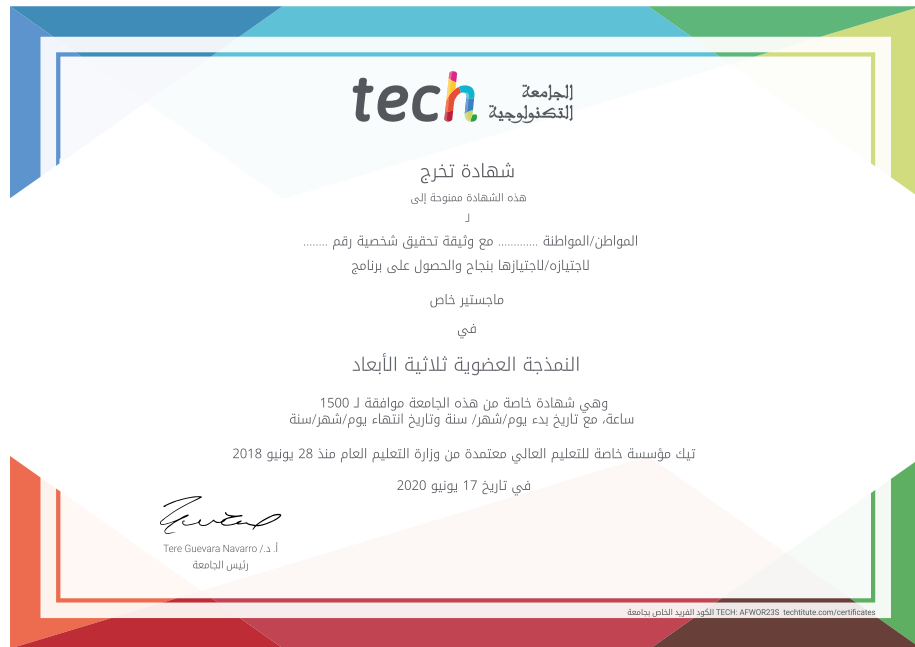 tech الجامعة
التكنولوجية
شهادة تخرج
هذه الشهادة ممنوحة إلى
لـ
المواطن/المواطنة ............. مع وثيقة تحقيق شخصية رقم ........
لاجتيازه/لاجتيازها بنجاح والحصول على برنامج
ماجستير خاص
في
النمذجة العضوية ثلاثية الأبعاد
وهي شهادة خاصة من هذه الجامعة موافقة لـ 1500
ساعة، مع تاريخ بدء يوم/شهر/ سنة وتاريخ انتهاء يوم/شهر/سنة
تيك مؤسسة خاصة للتعليم العالي معتمدة من وزارة التعليم العام منذ 28 يونيو 2018
في تاريخ 17 يونيو 2020
أ. د./ Tere Guevara Navarro
رئيس الجامعة
الكود الفريد الخاص بجامعة TECH: AFWOR23S techtitute.com/certificates